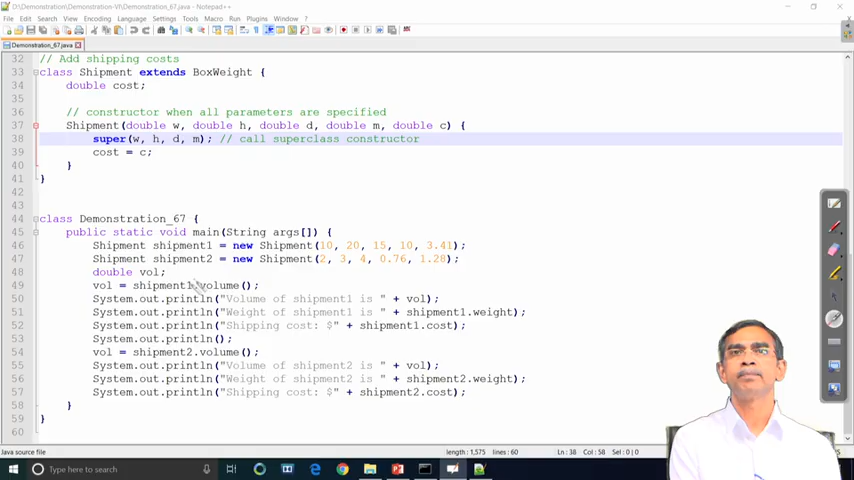 D:\Demonstration\Demonstration-VI\Demonstration_67.java - Notepad++
File Edit Search View Encoding Language Settings Tools Macro Run Plugins Window ?
Demonstration_67.java
32 // Add shipping costs
33 class Shipment extends BoxWeight {
34 double cost;
35
36 // constructor when all parameters are specified
37 Shipment(double w, double h, double d, double m, double c) {
38 super(w, h, d, m); // call superclass constructor
39 cost = c;
40 }
41 }
42
43
44 class Demonstration_67 {
45 public static void main(String args[]) {
46 Shipment shipment1 = new Shipment(10, 20, 15, 10, 3.41);
47 Shipment shipment2 = new Shipment(2, 3, 4, 0.76, 1.28);
48 double vol;
49 vol = shipment1.volume();
50 System.out.println("Volume of shipment1 is " + vol);
51 System.out.println("Weight of shipment1 is " + shipment1.weight);
52 System.out.println("Shipping cost: $" + shipment1.cost);
53 System.out.println();
54 vol = shipment2.volume();
55 System.out.println("Volume of shipment2 is " + vol);
56 System.out.println("Weight of shipment2 is " + shipment2.weight);
57 System.out.println("Shipping cost: $" + shipment2.cost);
58 }
59 }
60
Java source file length : 1,575 lines : 60 Ln : 38 Col : 58 Sel : 0 | 0
Type here to search